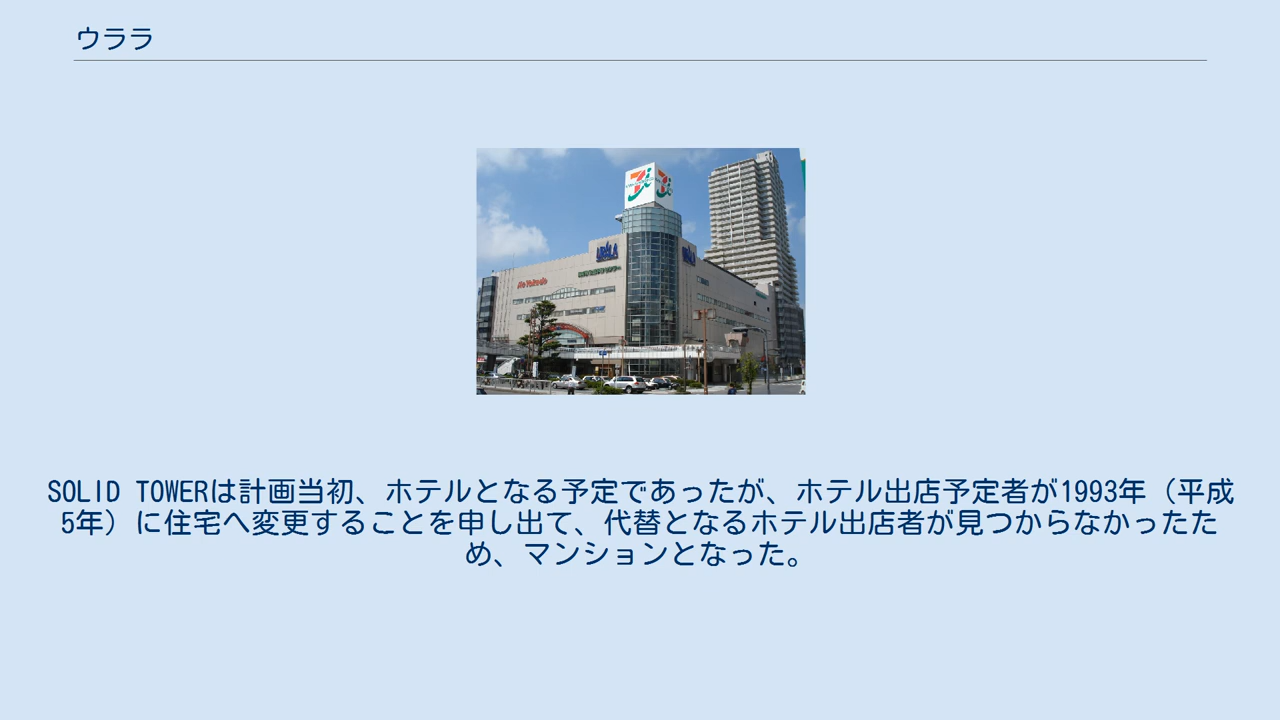 ウララ
URALA
Ito Yokado
SOLID TOWERは計画当初、ホテルとなる予定であったが、ホテル出店予定者が1993年（平成
5年）に住宅へ変更することを申し出て、代替となるホテル出店者が見つからなかったた
め、マンションとなった。